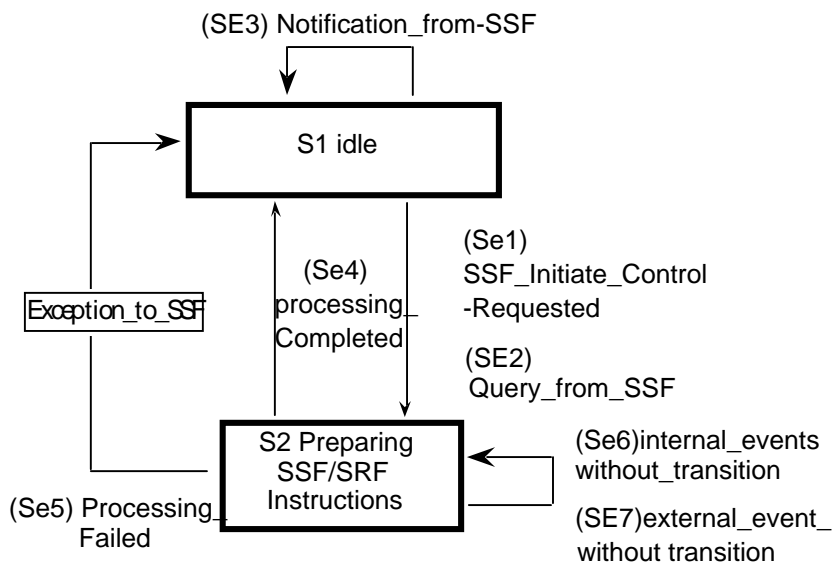 (SE3) Notification_from-SSF
S1 idle
(Se1)
SSF_Initiate_Control
-Requested
(Se4)
processing_
Completed
Exception_to_SSF
(SE2)
Query_from_SSF
S2 Preparing
SSF/SRF
Instructions
(Se6)internal_events
without_transition
(Se5) Processing_
Failed
(SE7)external_event_
without transition